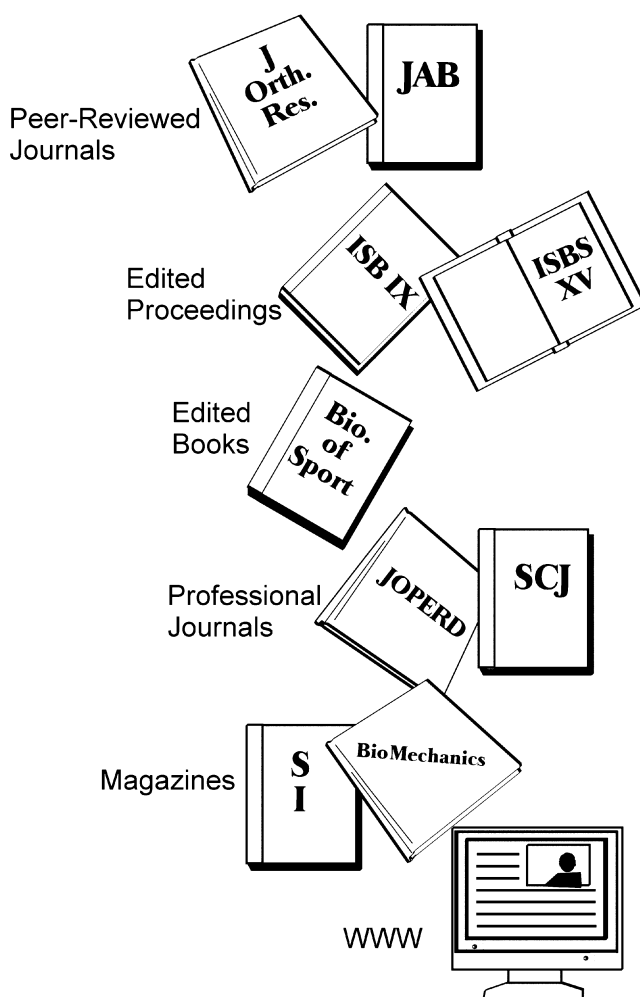 Peer-Reviewed
Journals
J
Orth.
Res.
JAB
Edited
Proceedings
ISB IX
ISBS
XV
Edited
Books
Bio.
of
Sport
Professional
Journals
JOPERD
SCJ
Magazines
S
I
BioMechanics
WWW